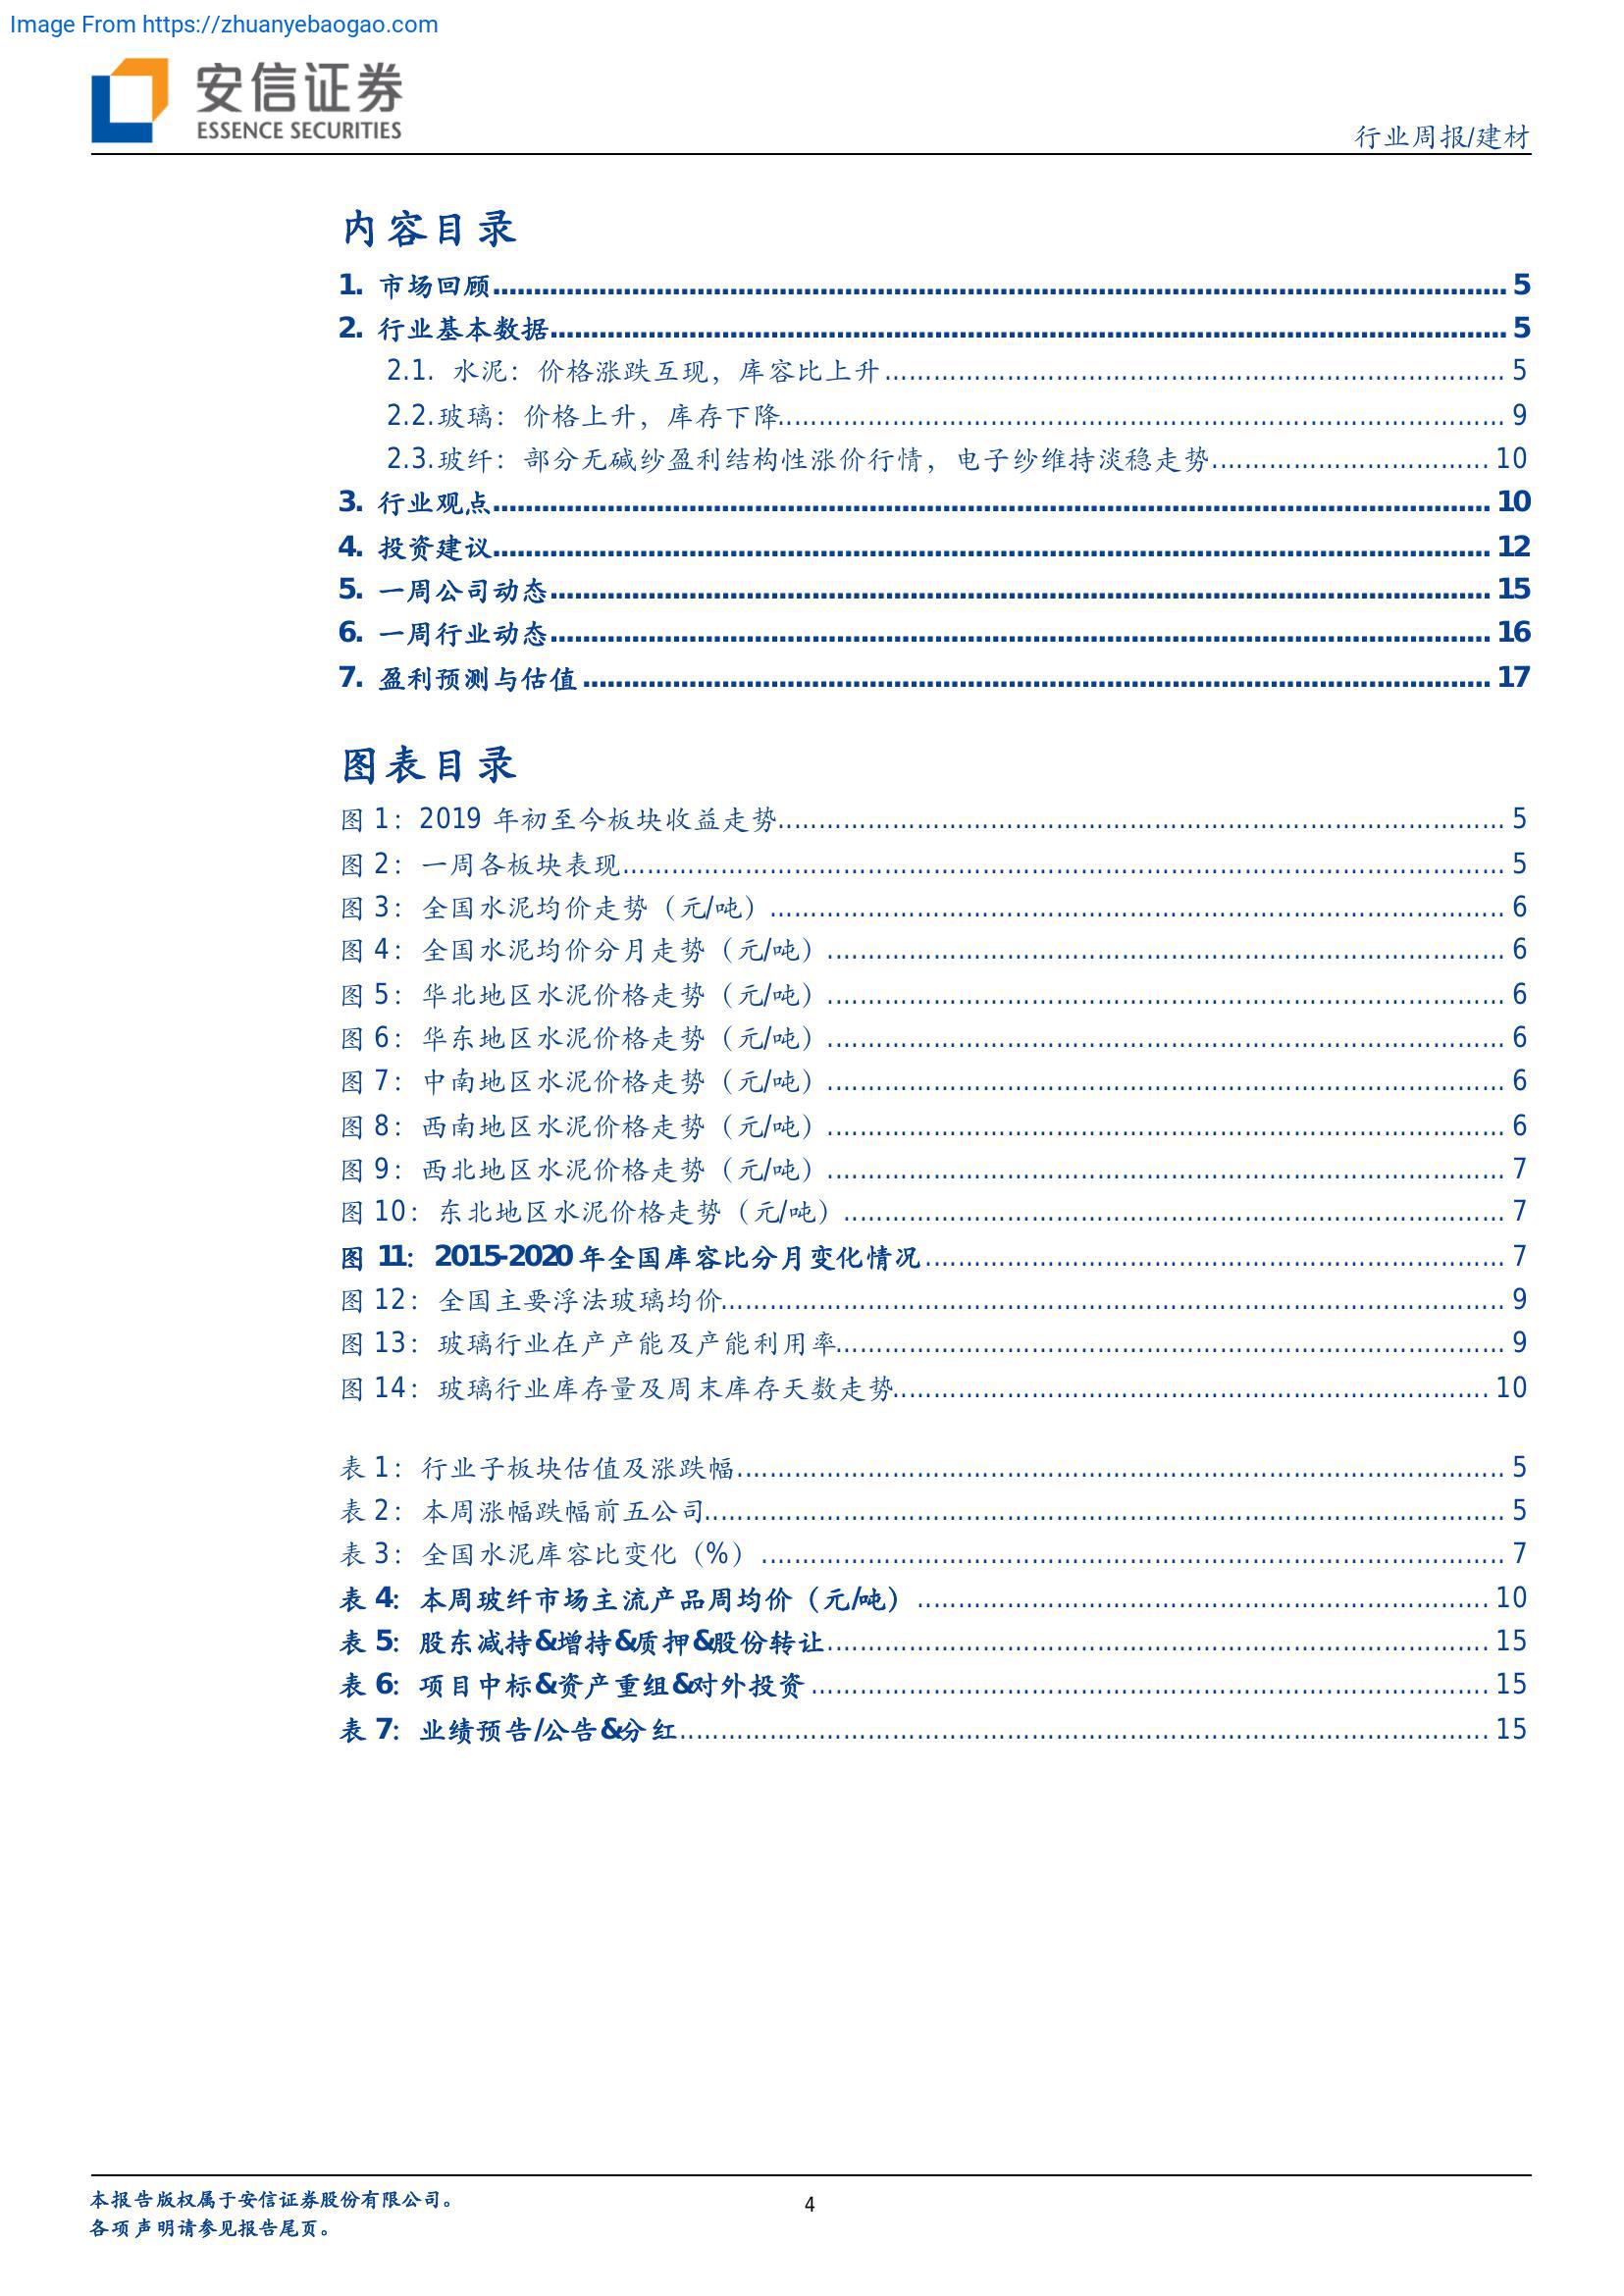 Image From https://zhuanyebaogao.com
安信证券
ESSENCE SECURITIES
行业周报/建材
内容目录
1. 市场回顾 5
2. 行业基本数据 5
2.1. 水泥：价格涨跌互现，库容比上升 5
2.2.玻璃：价格上升，库存下降 9
2.3.玻纤：部分无碱纱盈利结构性涨价行情，电子纱维持淡稳走势 10
3. 行业观点 10
4. 投资建议 12
5. 一周公司动态 15
6. 一周行业动态 16
7. 盈利预测与估值 17
图表目录
图 1：2019 年初至今板块收益走势 5
图 2：一周各板块表现 5
图 3：全国水泥均价走势（元/吨） 6
图 4：全国水泥均价分月走势（元/吨） 6
图 5：华北地区水泥价格走势（元/吨） 6
图 6：华东地区水泥价格走势（元/吨） 6
图 7：中南地区水泥价格走势（元/吨） 6
图 8：西南地区水泥价格走势（元/吨） 6
图 9：西北地区水泥价格走势（元/吨） 7
图 10：东北地区水泥价格走势（元/吨） 7
图 11：2015-2020 年全国库容比分月变化情况 7
图 12：全国主要浮法玻璃均价 9
图 13：玻璃行业在产产能及产能利用率 9
图 14：玻璃行业库存量及周末库存天数走势 10
表 1：行业子板块估值及涨跌幅 5
表 2：本周涨幅跌幅前五公司 5
表 3：全国水泥库容比变化（%） 7
表 4：本周玻纤市场主流产品周均价（元/吨） 10
表 5：股东减持&增持&质押&股份转让 15
表 6：项目中标&资产重组&对外投资 15
表 7：业绩预告/公告&分红 15
本报告版权属于安信证券股份有限公司。
4
各项声明请参见报告尾页。